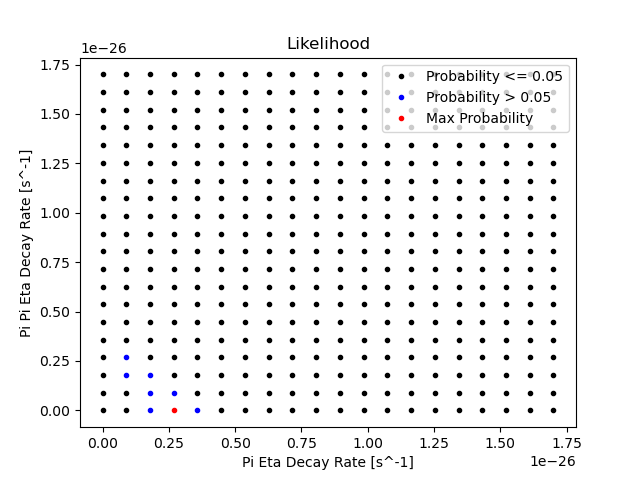 Likelihood
1e−26
Probability <= 0.05
Probability > 0.05
Max Probability
1.75
1.50
1.25
1.00
0.75
0.50
0.25
0.00
Pi Pi Eta Decay Rate [s^-1]
0.00 0.25 0.50 0.75 1.00 1.25 1.50 1.75
Pi Eta Decay Rate [s^-1]
1e−26